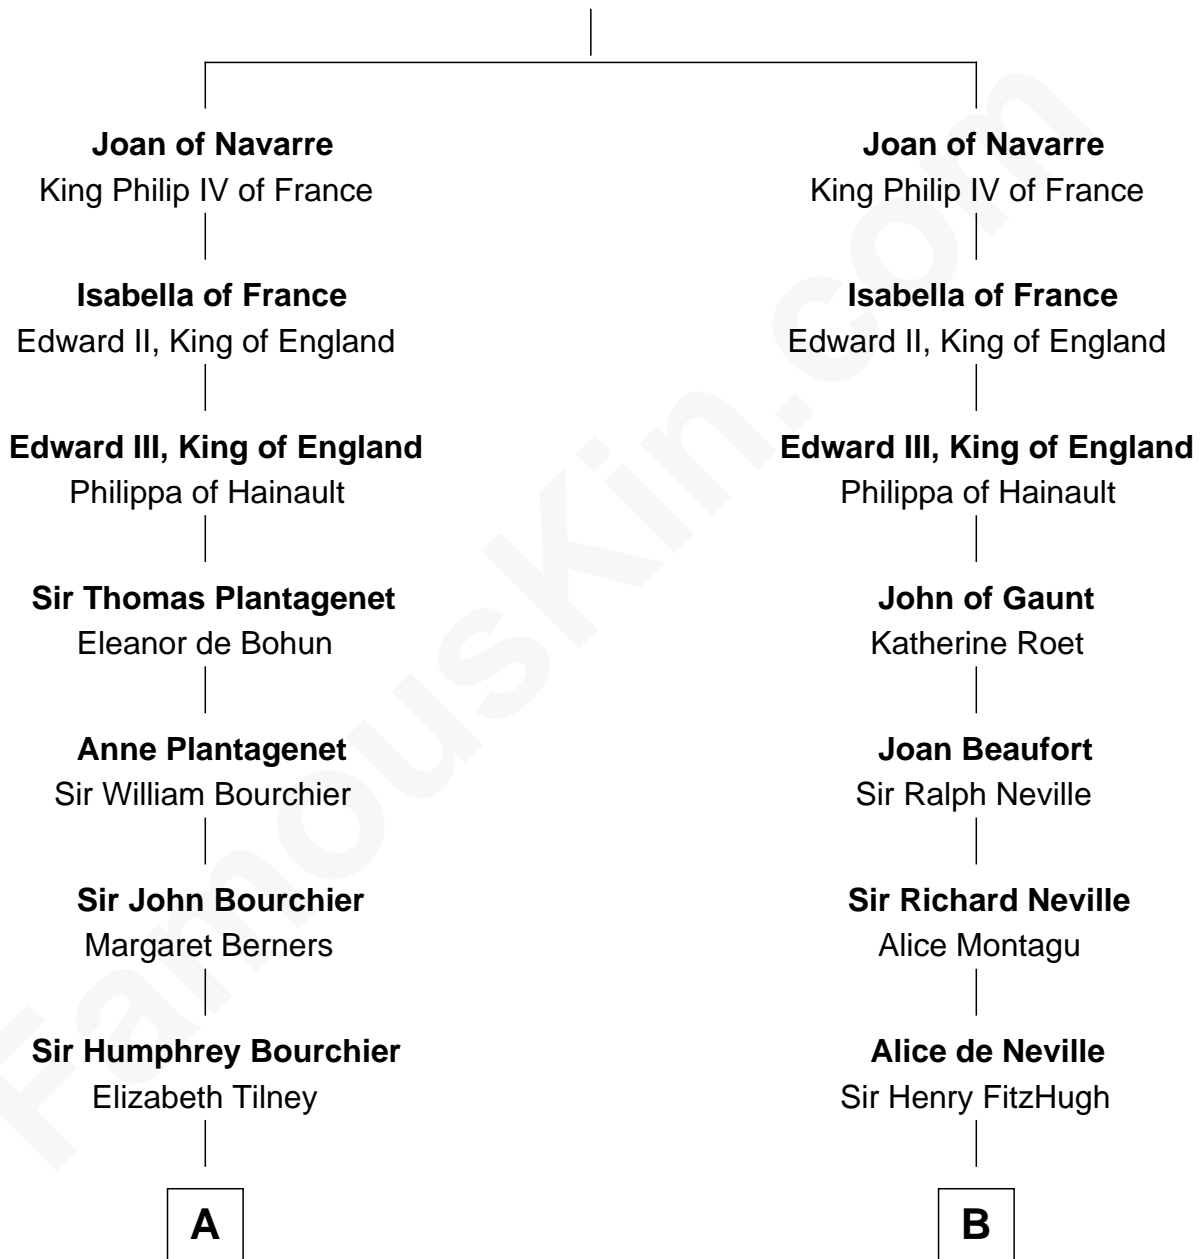 Joan of Navarre
King Philip IV of France
Isabella of France
Edward II, King of England
Edward III, King of England
Philippa of Hainault
Sir Thomas Plantagenet
Eleanor de Bohun
Anne Plantagenet
Sir William Bourchier
Sir John Bourchier
Margaret Berners
Sir Humphrey Bourchier
Elizabeth Tilney
A
Joan of Navarre
King Philip IV of France
Isabella of France
Edward II, King of England
Edward III, King of England
Philippa of Hainault
John of Gaunt
Katherine Roet
Joan Beaufort
Sir Ralph Neville
Sir Richard Neville
Alice Montagu
Alice de Neville
Sir Henry FitzHugh
B
FamousKin.com